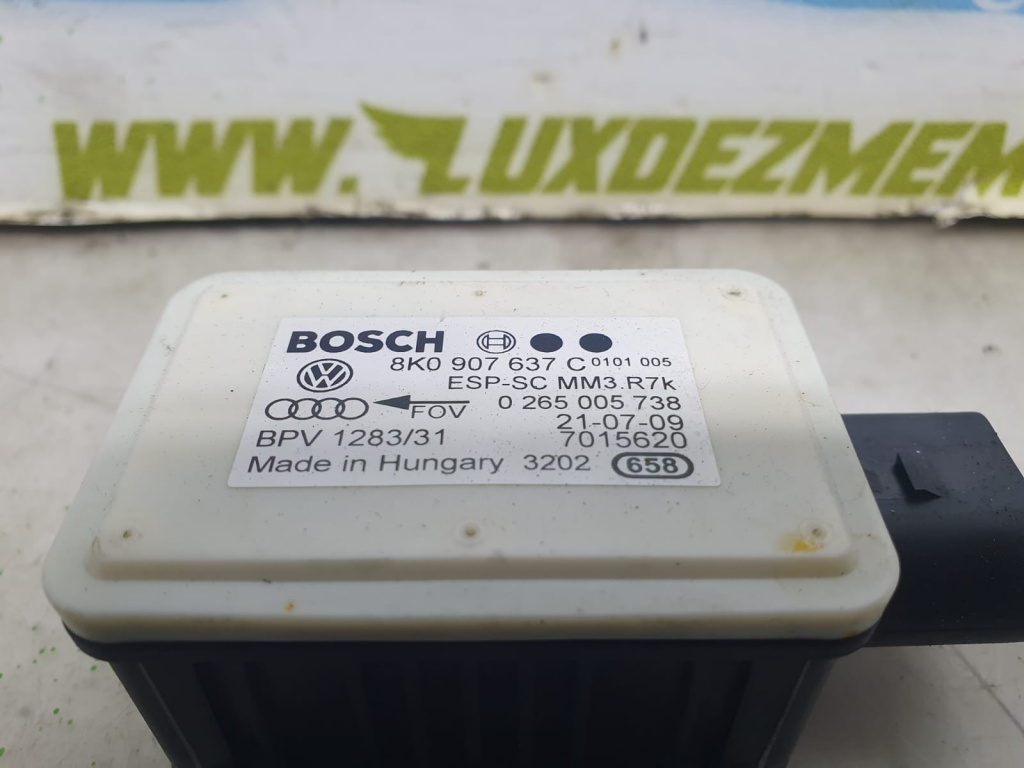 WWW.LUXDEZMEM
BOSCH
8K0 907 637 C 0101 005
ESP-SC MM3.R7k
FOV 0 265 005 738
21-07-09
BPV 1283/31 7015620
Made in Hungary 3202 658